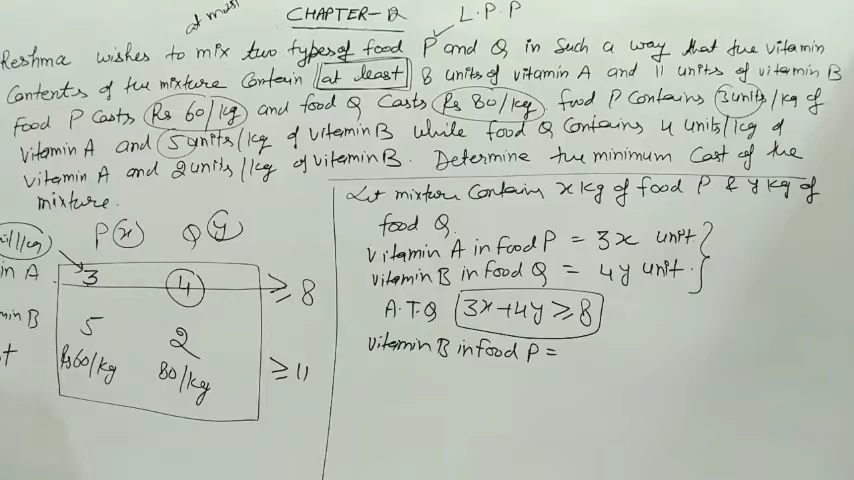 at most
CHAPTER-12
L.P.P
Reshma wishes to mix two types of food P and Q in such a way that the vitamin
Contents of the mixture contain at least 8 units of vitamin A and 11 units of vitamin B
food P costs Rs 60/kg and food Q costs Rs 80/kg. food P contains 3 units/kg of
vitamin A and 5 units/kg of vitamin B while food Q contains 4 units/kg of
vitamin A and 2 units/kg of vitamin B. Determine the minimum cost of the
mixture.
Let mixture contains x kg of food P & y kg of
food Q.
vitamin A in food P = 3x unit
vitamin B in food Q = 4y unit
A.T.Q 3x+4y ≥ 8
vitamin B in food P =
P(x) Q(y)
in A 3 4 ≥ 8
min B 5 2
Rs60/kg 80/kg ≥ 11